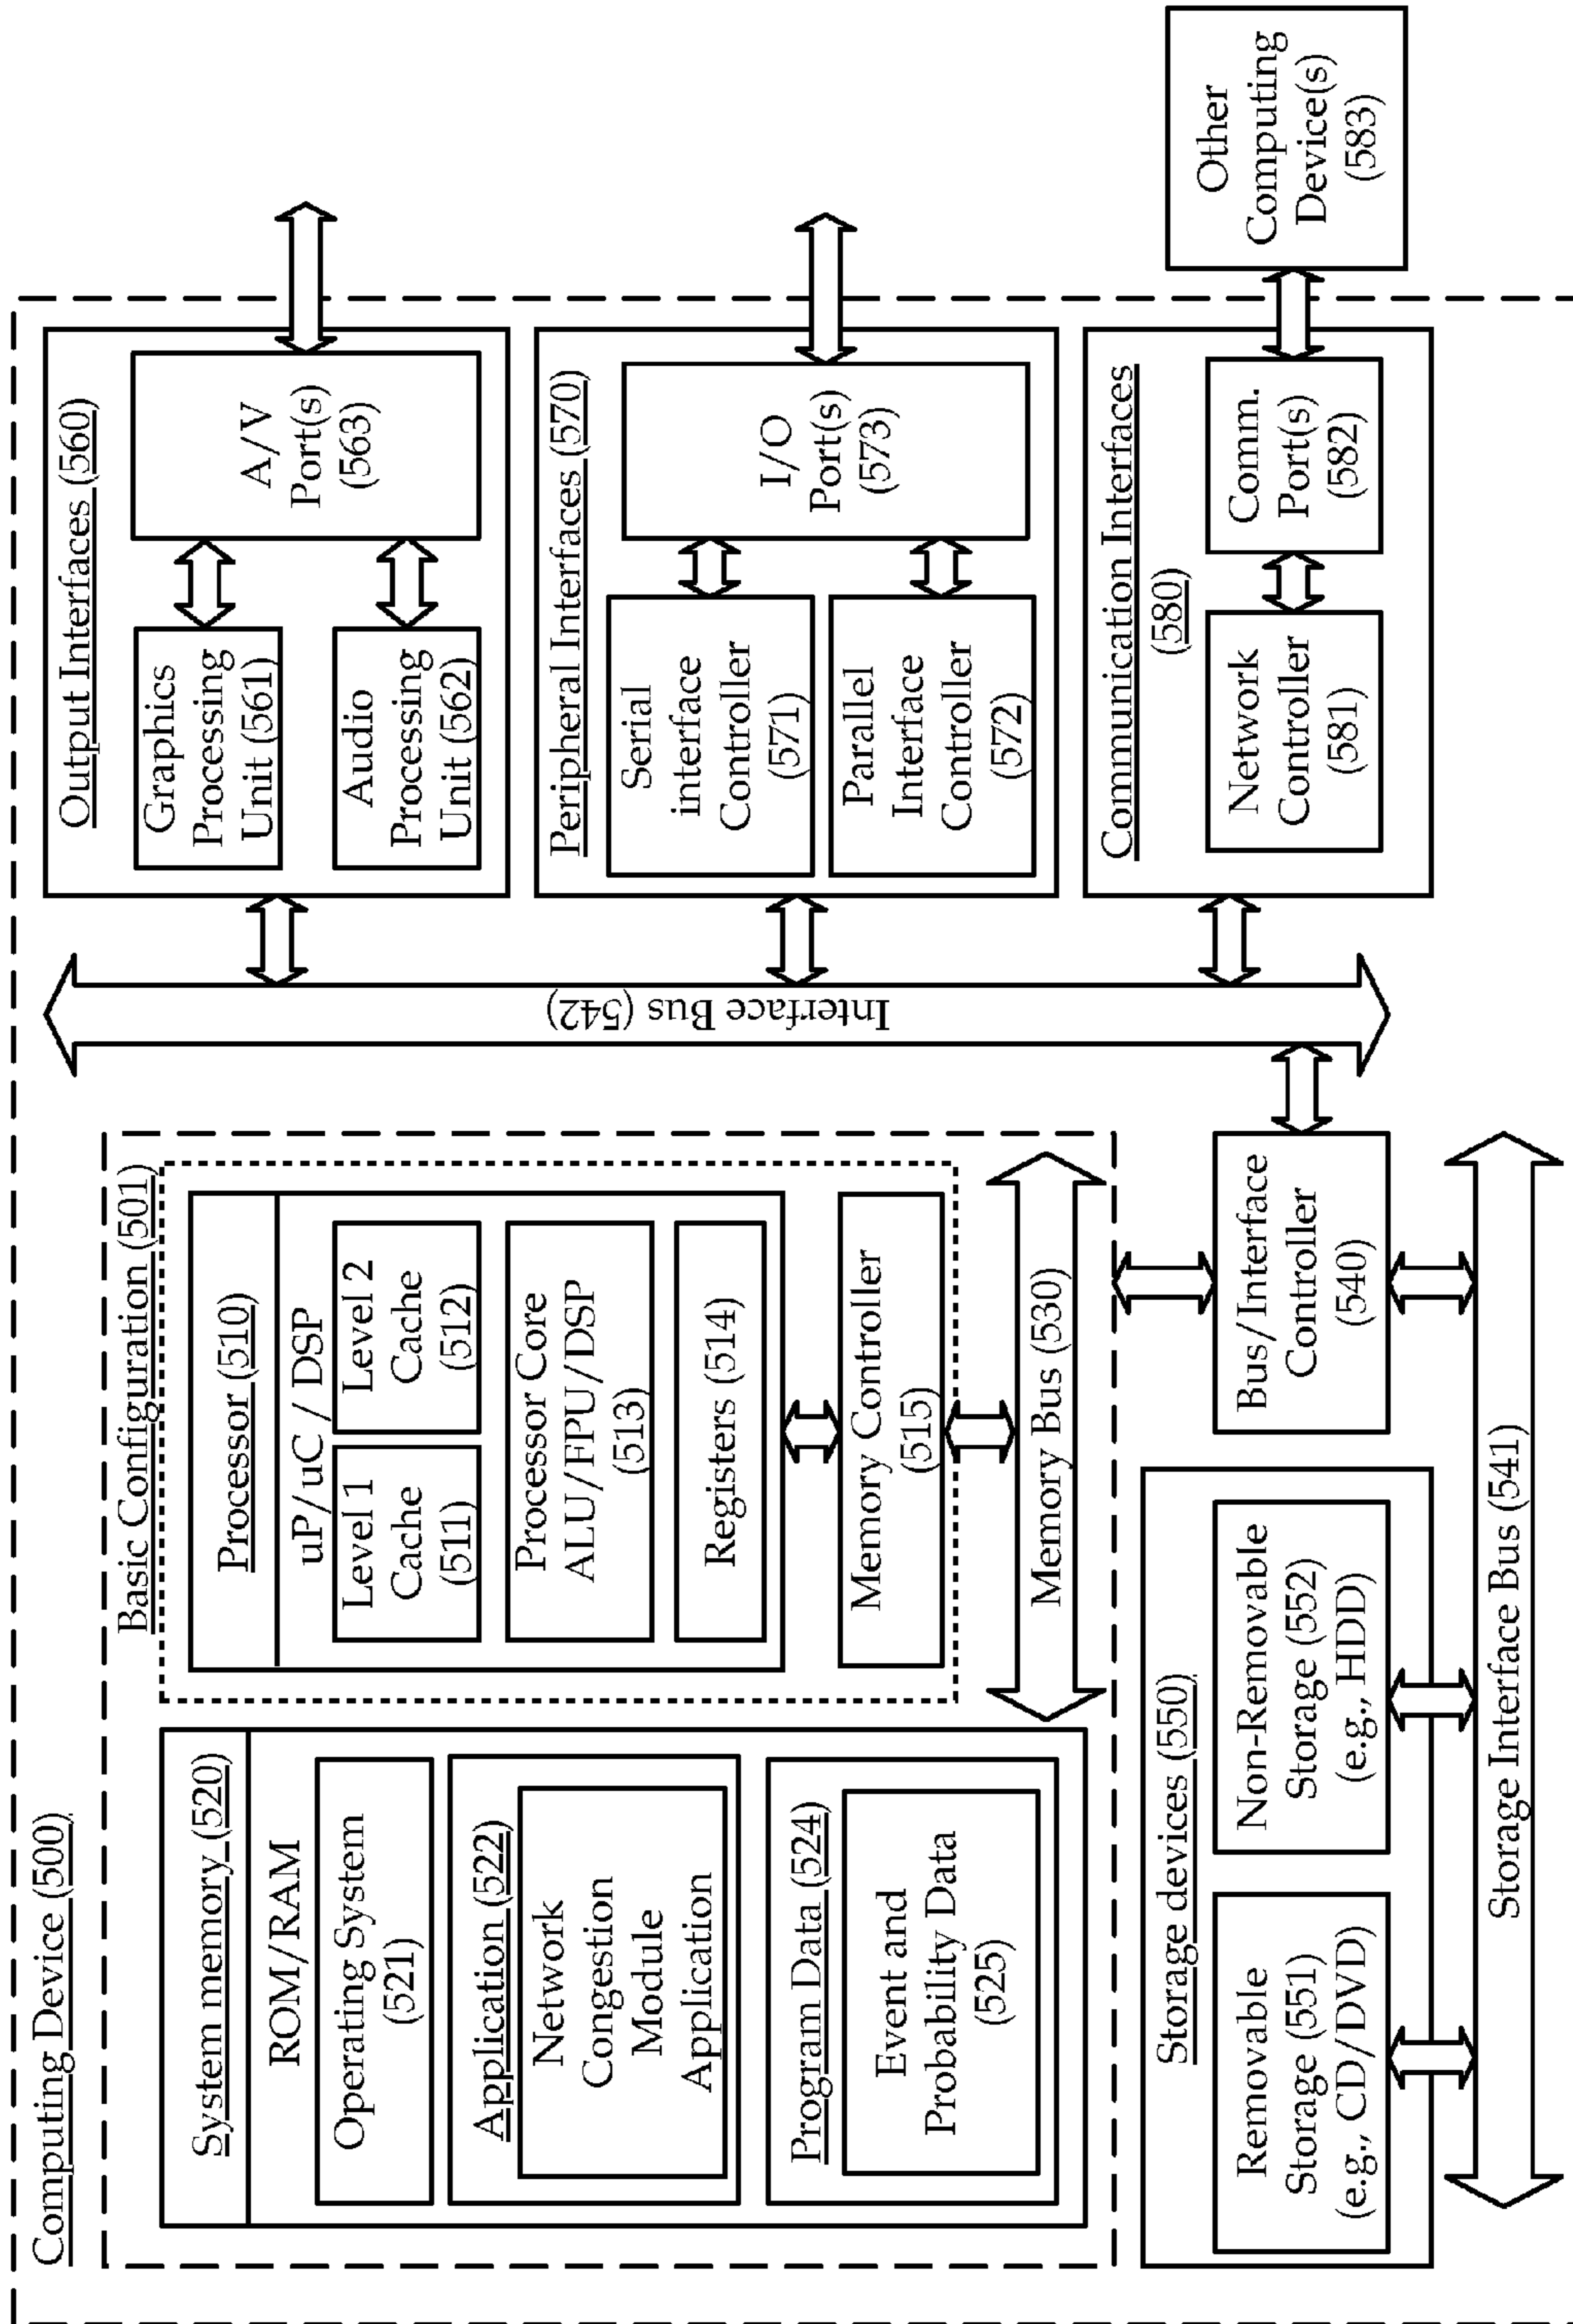 Computing Device (500)
Basic Configuration (501)
System memory (520)
ROM/RAM
Operating System
(521)
Application (522)
Network
Congestion
Module
Application
Program Data (524)
Event and
Probability Data
(525)
Processor (510)
uP/uC / DSP
Level 1
Cache
(511)
Level 2
Cache
(512)
Processor Core
ALU/FPU/DSP
(513)
Registers (514)
Memory Controller
(515)
Memory Bus (530)
Storage devices (550)
Removable
Storage (551)
(e.g., CD/DVD)
Non-Removable
Storage (552)
(e.g., HDD)
Bus/Interface
Controller
(540)
Storage Interface Bus (541)
Interface Bus (542)
Output Interfaces (560)
Graphics
Processing
Unit (561)
Audio
Processing
Unit (562)
A/V
Port(s)
(563)
Peripheral Interfaces (570)
Serial
interface
Controller
(571)
Parallel
Interface
Controller
(572)
I/O
Port(s)
(573)
Communication Interfaces
(580)
Network
Controller
(581)
Comm.
Port(s)
(582)
Other
Computing
Device(s)
(583)